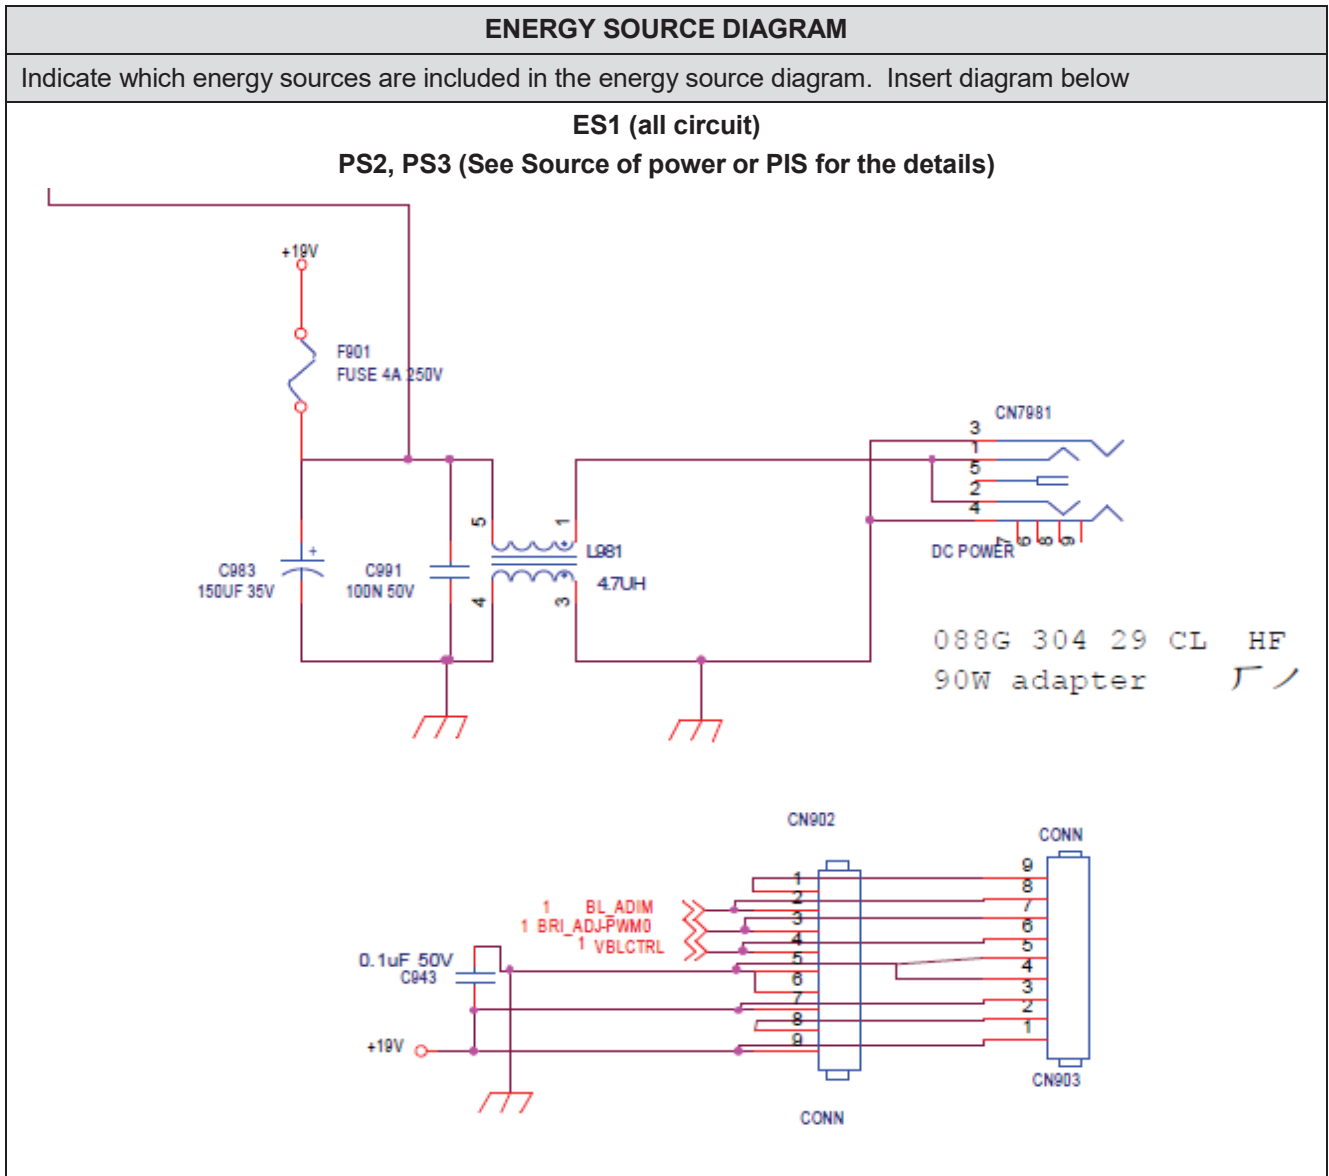 ENERGY SOURCE DIAGRAM
Indicate which energy sources are included in the energy source diagram.  Insert diagram below
ES1 (all circuit)
PS2, PS3 (See Source of power or PIS for the details)
+19V
F901
FUSE 4A 250V
CN7981
3
1
5
2
4
7 6 8 9
DC POWER
5
1
L981
4.7UH
4
3
C983
150UF 35V
C991
100N 50V
088G 304 29 CL HF
90W adapter
CN902
CONN
1
2
3
4
5
6
7
8
9
9
8
7
6
5
4
3
2
1
1 BL_ADIM
1 BRI_ADJ-PWM0
1 VBLCTRL
0.1uF 50V
C943
+19V
CN903
CONN